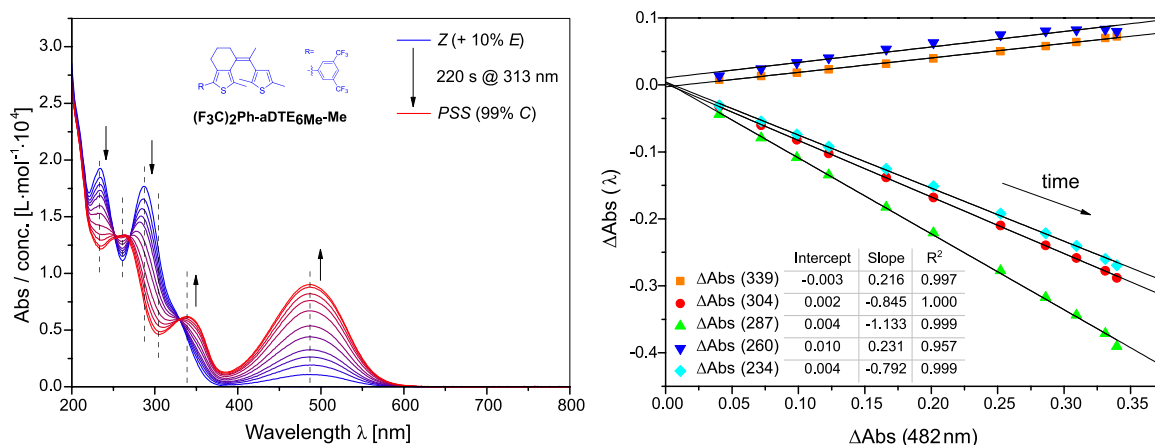 3.0
2.5
2.0
1.5
1.0
0.5
0.0
Abs / conc. [L·mol⁻¹·10⁴]
200 300 400 500 600 700 800
Wavelength λ [nm]
R
R=
CF₃
CF₃
(F₃C)₂Ph-aDTE₆Me-Me
Z (+ 10% E)
220 s @ 313 nm
PSS (99% C)
0.1
0.0
-0.1
-0.2
-0.3
-0.4
ΔAbs (λ)
0.00 0.05 0.10 0.15 0.20 0.25 0.30 0.35
ΔAbs (482 nm)
time
Intercept Slope R²
ΔAbs (339) -0.003 0.216 0.997
ΔAbs (304) 0.002 -0.845 1.000
ΔAbs (287) 0.004 -1.133 0.999
ΔAbs (260) 0.010 0.231 0.957
ΔAbs (234) 0.004 -0.792 0.999